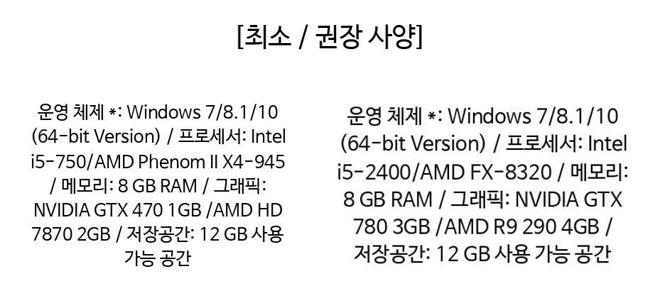 [최소 / 권장 사양]
운영 체제 *: Windows 7/8.1/10
(64-bit Version) / 프로세서: Intel
i5-750/AMD Phenom II X4-945
/ 메모리: 8 GB RAM / 그래픽:
NVIDIA GTX 470 1GB /AMD HD
7870 2GB / 저장공간: 12 GB 사용
가능 공간
운영 체제 *: Windows 7/8.1/10
(64-bit Version) / 프로세서: Intel
i5-2400/AMD FX-8320 / 메모리:
8 GB RAM / 그래픽: NVIDIA GTX
780 3GB /AMD R9 290 4GB /
저장공간: 12 GB 사용 가능 공간